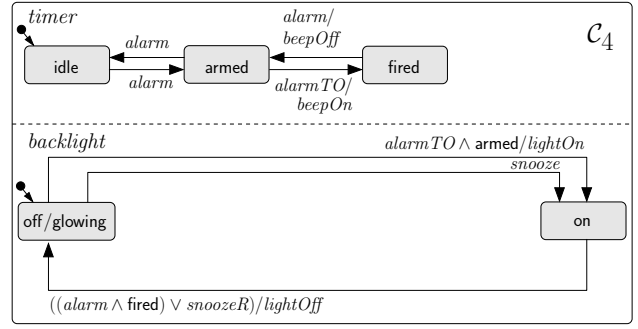 timer
alarm/
beepOff
𝒞₄
alarm
idle
armed
fired
alarm
alarmTO/
beepOn
backlight
alarmTO ∧ armed/lightOn
snooze
off/glowing
on
((alarm ∧ fired) ∨ snoozeR)/lightOff